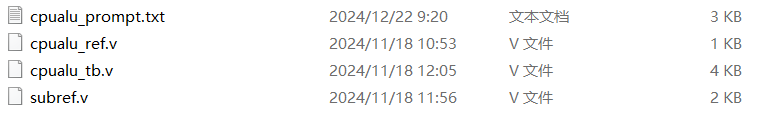 cpualu_prompt.txt 2024/12/22 9:20 文本文档 3 KB
cpualu_ref.v 2024/11/18 10:53 V 文件 1 KB
cpualu_tb.v 2024/11/18 12:05 V 文件 4 KB
subref.v 2024/11/18 11:56 V 文件 2 KB